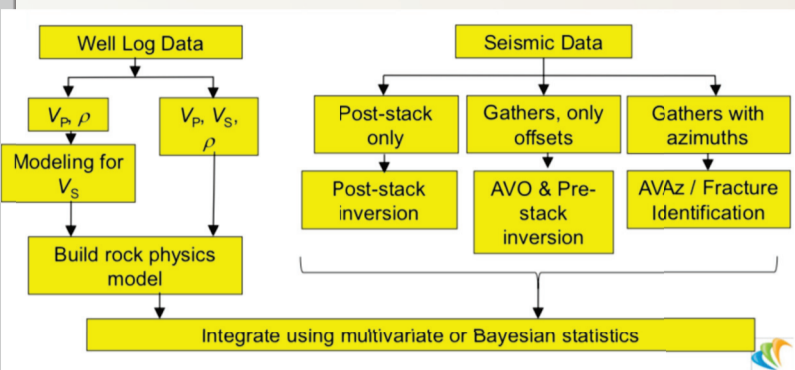 Well Log Data
Seismic Data
VP, ρ
VP, VS,
ρ
Post-stack
only
Gathers, only
offsets
Gathers with
azimuths
Modeling for
VS
Post-stack
inversion
AVO & Pre-
stack
inversion
AVAz / Fracture
Identification
Build rock physics
model
Integrate using multivariate or Bayesian statistics